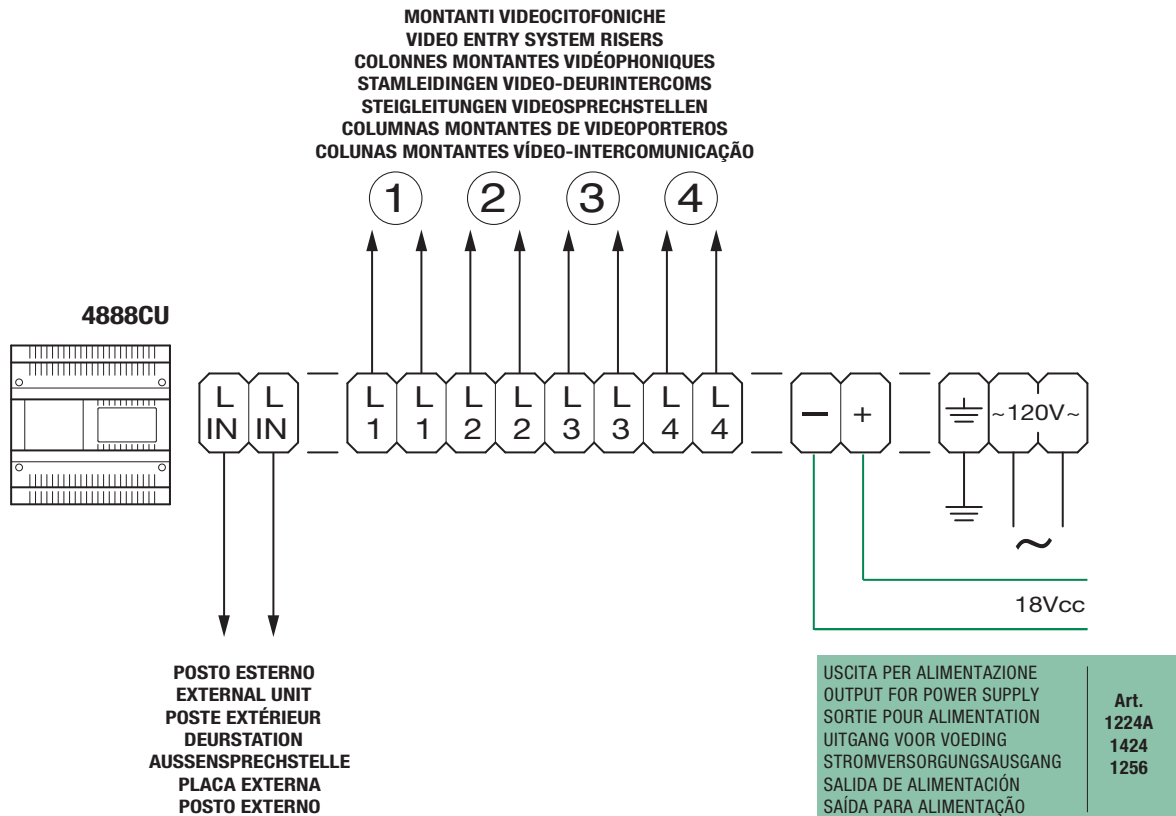 MONTANTI VIDEOCITOFONICHE
VIDEO ENTRY SYSTEM RISERS
COLONNES MONTANTES VIDÉOPHONIQUES
STAMLEIDINGEN VIDEO-DEURINTERCOMS
STEIGLEITUNGEN VIDEOSPRECHSTELLEN
COLUMNAS MONTANTES DE VIDEOPORTEROS
COLUNAS MONTANTES VÍDEO-INTERCOMUNICAÇÃO
1 2 3 4
4888CU
L L L L L L L L L L
IN IN 1 1 2 2 3 3 4 4
− + ~120V~
~
18Vcc
POSTO ESTERNO
EXTERNAL UNIT
POSTE EXTÉRIEUR
DEURSTATION
AUSSENSPRECHSTELLE
PLACA EXTERNA
POSTO EXTERNO
USCITA PER ALIMENTAZIONE
OUTPUT FOR POWER SUPPLY
SORTIE POUR ALIMENTATION
UITGANG VOOR VOEDING
STROMVERSORGUNGSAUSGANG
SALIDA DE ALIMENTACIÓN
SAÍDA PARA ALIMENTAÇÃO
Art.
1224A
1424
1256